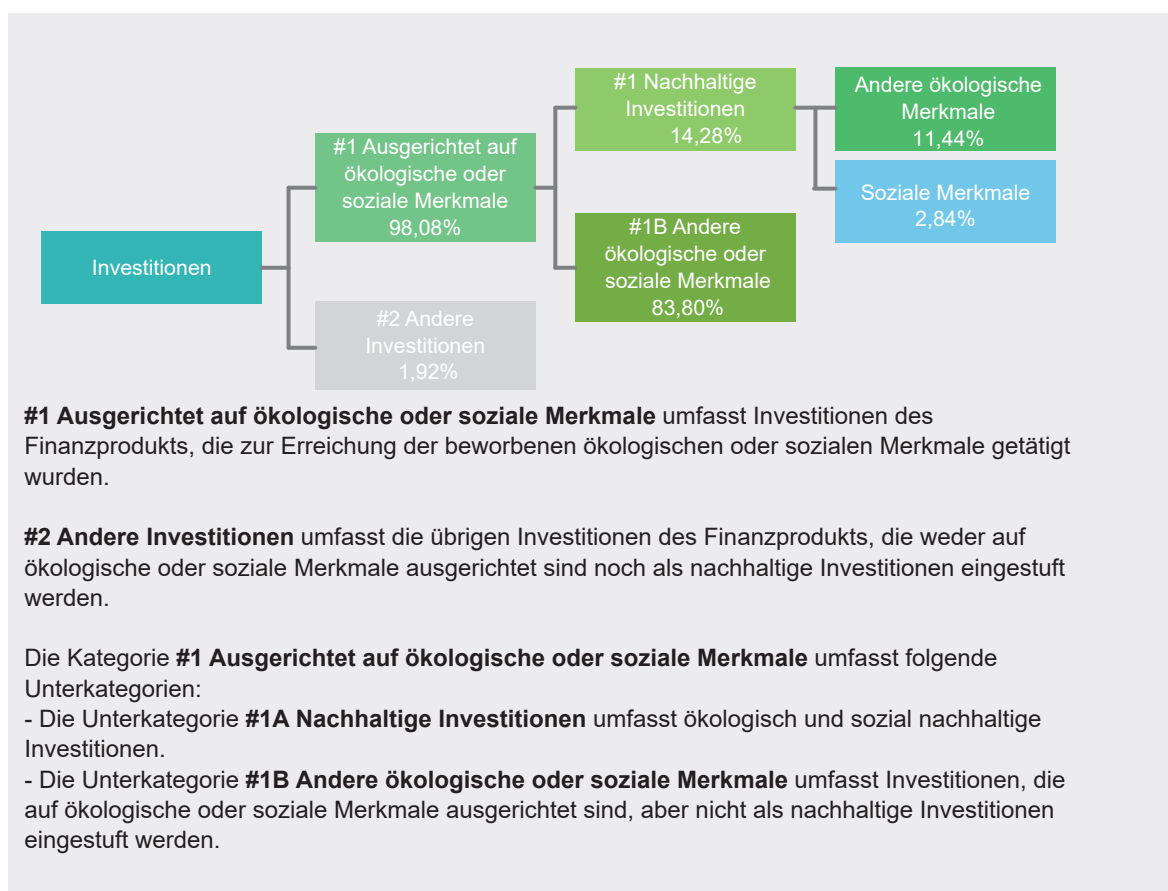 #1 Nachhaltige
Investitionen
14,28%
Andere ökologische
Merkmale
11,44%
#1 Ausgerichtet auf
ökologische oder
soziale Merkmale
98,08%
Soziale Merkmale
2,84%
#1B Andere
ökologische oder
soziale Merkmale
83,80%
Investitionen
#2 Andere
Investitionen
1,92%
#1 Ausgerichtet auf ökologische oder soziale Merkmale umfasst Investitionen des
Finanzprodukts, die zur Erreichung der beworbenen ökologischen oder sozialen Merkmale getätigt
wurden.
#2 Andere Investitionen umfasst die übrigen Investitionen des Finanzprodukts, die weder auf
ökologische oder soziale Merkmale ausgerichtet sind noch als nachhaltige Investitionen eingestuft
werden.
Die Kategorie #1 Ausgerichtet auf ökologische oder soziale Merkmale umfasst folgende
Unterkategorien:
- Die Unterkategorie #1A Nachhaltige Investitionen umfasst ökologisch und sozial nachhaltige
Investitionen.
- Die Unterkategorie #1B Andere ökologische oder soziale Merkmale umfasst Investitionen, die
auf ökologische oder soziale Merkmale ausgerichtet sind, aber nicht als nachhaltige Investitionen
eingestuft werden.